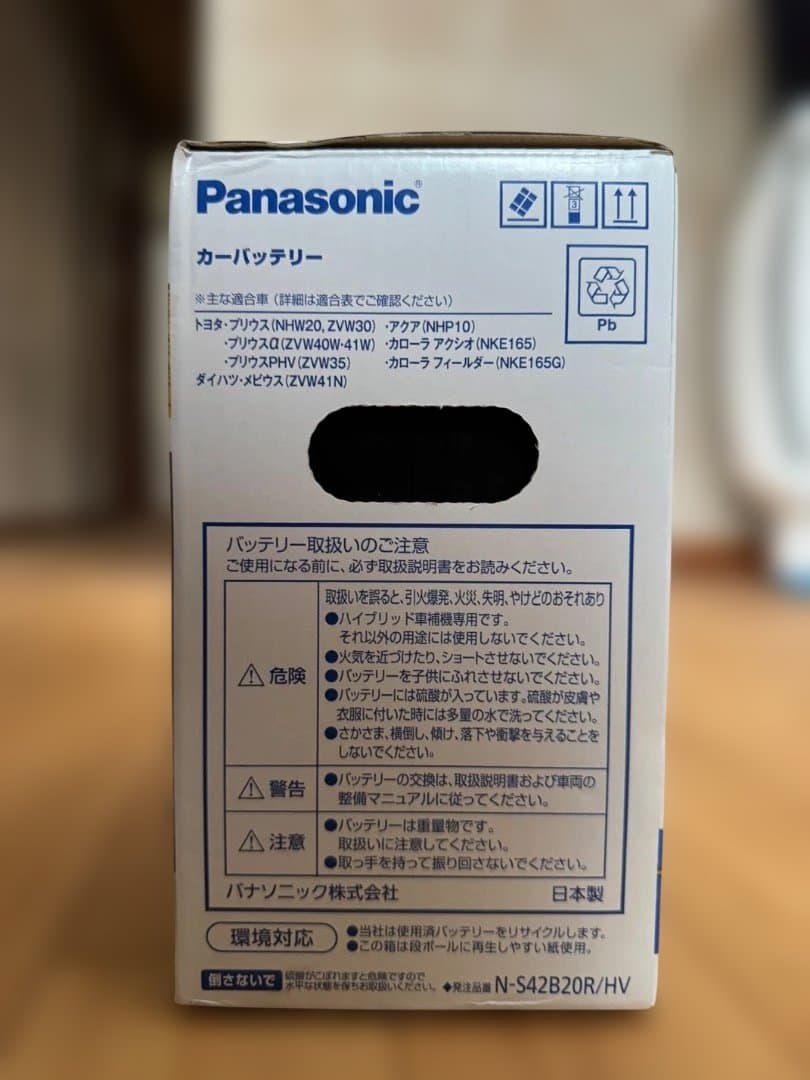 Panasonic®
カーバッテリー
※主な適合車（詳細は適合表でご確認ください）
トヨタ・プリウス(NHW20, ZVW30) ・アクア(NHP10)
・プリウスα(ZVW40W・41W) ・カローラ アクシオ(NKE165)
・プリウスPHV(ZVW35) ・カローラ フィールダー(NKE165G)
ダイハツ・メビウス(ZVW41N)
3
Pb
バッテリー取扱いのご注意
ご使用になる前に、必ず取扱説明書をお読みください。
危険
取扱いを誤ると、引火爆発、火災、失明、やけどのおそれあり
●ハイブリッド車補機専用です。
それ以外の用途には使用しないでください。
●火気を近づけたり、ショートさせないでください。
●バッテリーを子供にふれさせないでください。
●バッテリーには硫酸が入っています。硫酸が皮膚や
衣服に付いた時には多量の水で洗ってください。
●さかさま、横倒し、傾け、落下や衝撃を与えることを
しないでください。
警告
●バッテリーの交換は、取扱説明書および車両の
整備マニュアルに従ってください。
注意
●バッテリーは重量物です。
取扱いに注意してください。
●取っ手を持って振り回さないでください。
パナソニック株式会社 日本製
環境対応
●当社は使用済バッテリーをリサイクルします。
●この箱は段ボールに再生しやすい紙使用。
倒さないで
硫酸がこぼれますと危険ですので
水平な状態を保ちお取扱いください。
◆発注品番 N-S42B20R/HV